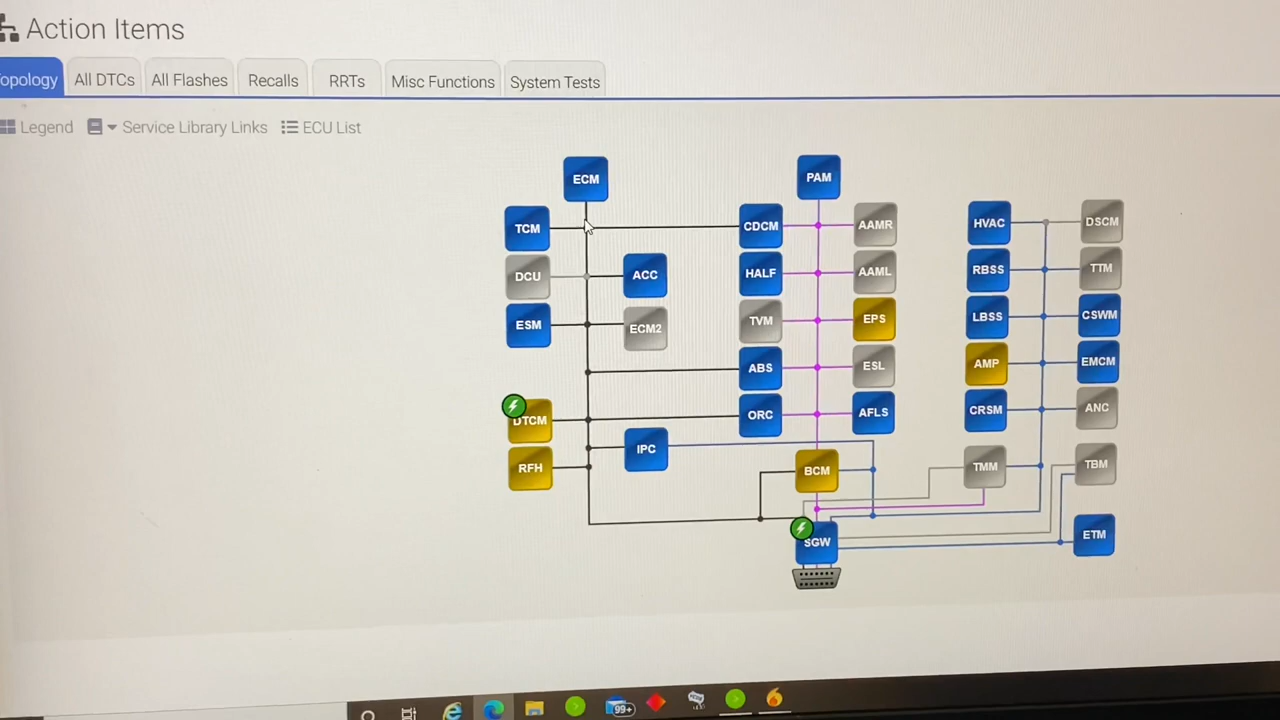 Action Items
Topology All DTCs All Flashes Recalls RRTs Misc Functions System Tests
Legend Service Library Links ECU List
ECM PAM
TCM CDCM AAMR HVAC DSCM
DCU ACC HALF AAML RBSS TTM
ESM ECM2 TVM EPS LBSS CSWM
ABS ESL AMP EMCM
DTCM ORC AFLS CRSM ANC
RFH IPC BCM TMM TBM
SGW ETM
99+